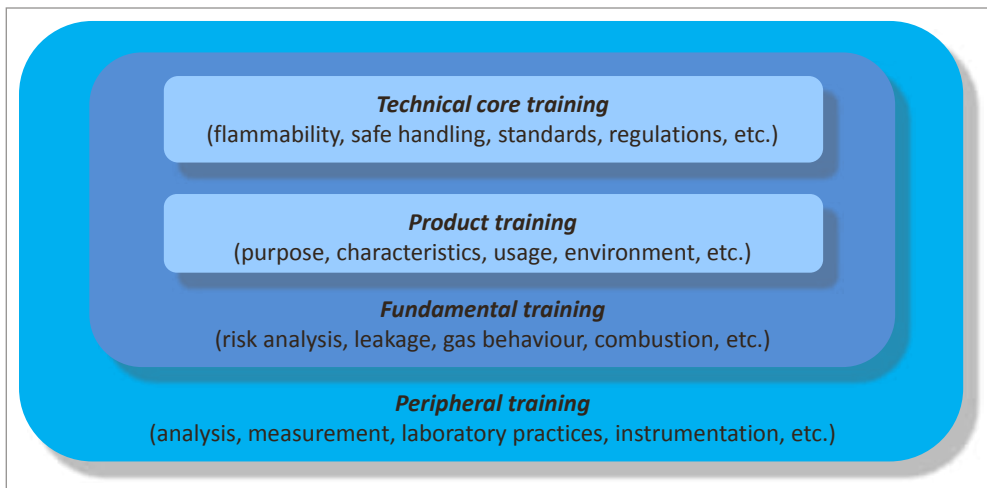 Technical core training
(flammability, safe handling, standards, regulations, etc.)
Product training
(purpose, characteristics, usage, environment, etc.)
Fundamental training
(risk analysis, leakage, gas behaviour, combustion, etc.)
Peripheral training
(analysis, measurement, laboratory practices, instrumentation, etc.)